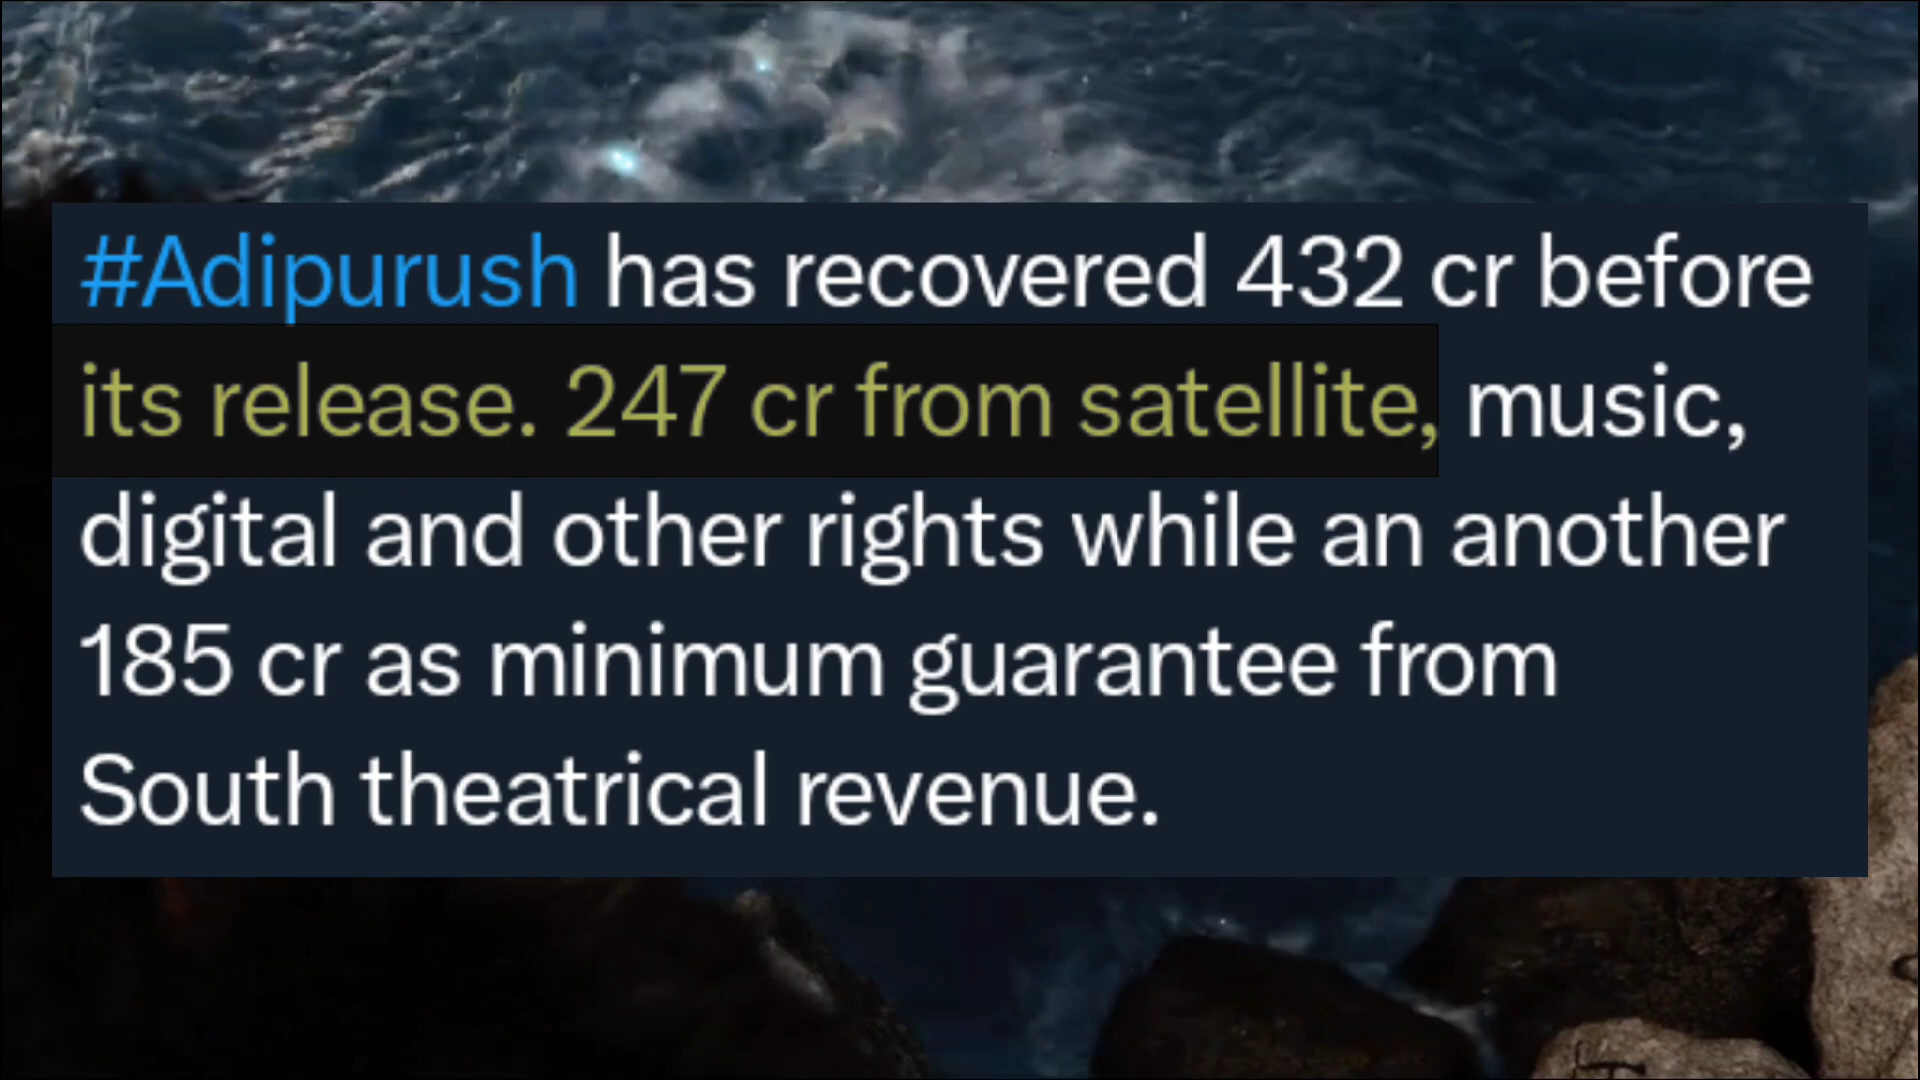 #Adipurush has recovered 432 cr before
its release. 247 cr from satellite, music,
digital and other rights while an another
185 cr as minimum guarantee from
South theatrical revenue.